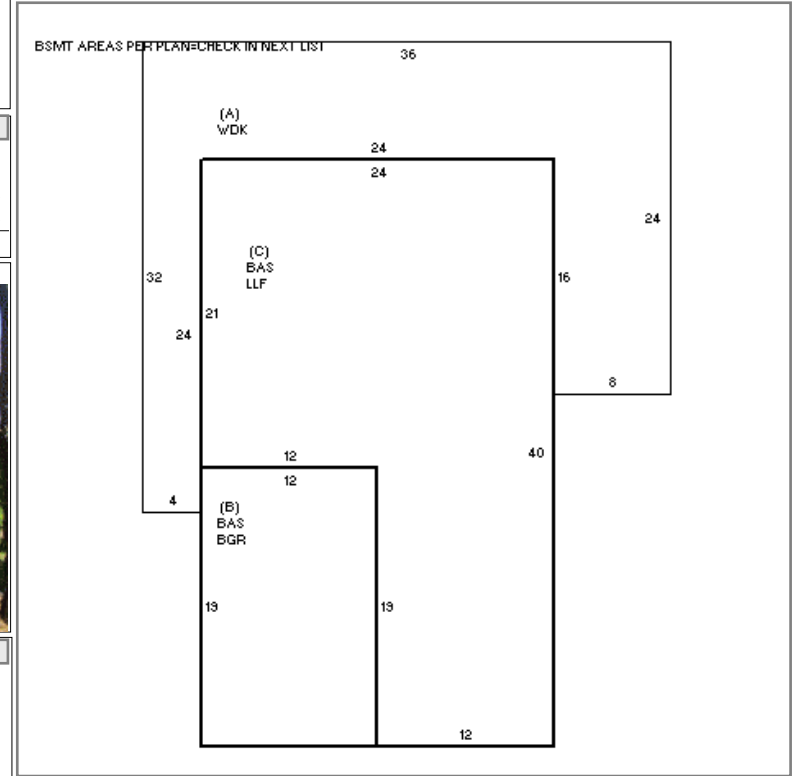 BSMT AREAS PER PLAN=CHECK IN NEXT LIST
36
(A)
WDK
24
24
24
(C)
BAS
LLF
32
16
21
24
8
40
12
12
4
(B)
BAS
BGR
19
19
12